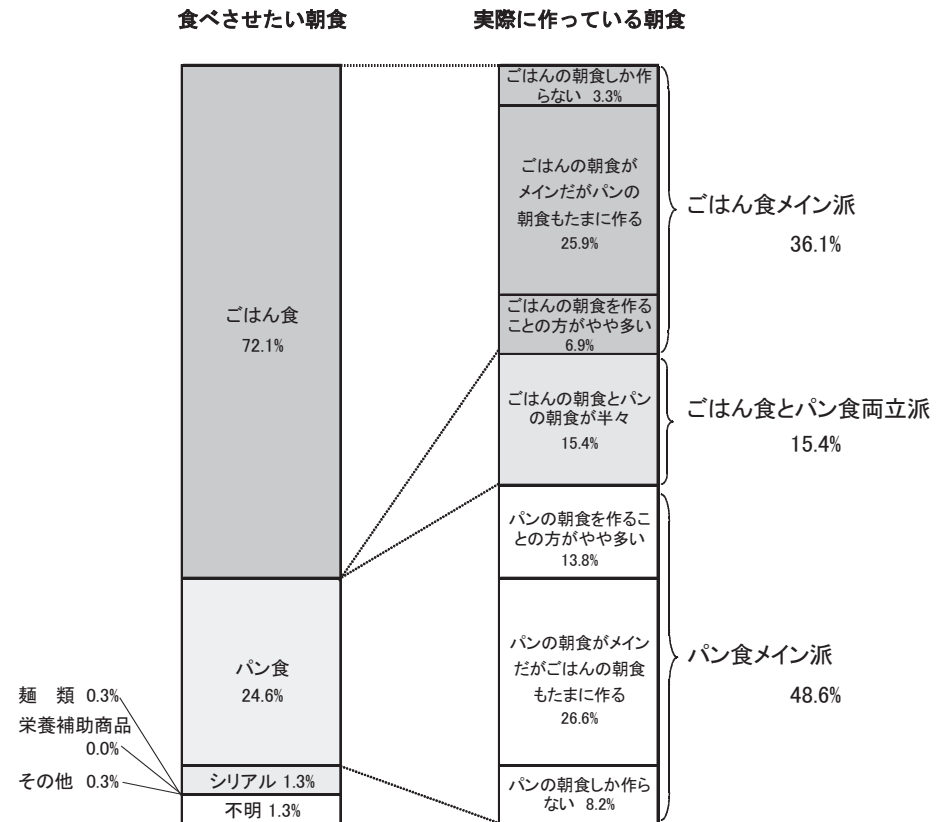 食べさせたい朝食
実際に作っている朝食
ごはん食
72.1%
パン食
24.6%
シリアル 1.3%
不明 1.3%
麺　類 0.3%
栄養補助商品
0.0%
その他 0.3%
ごはんの朝食しか作
らない 3.3%
ごはんの朝食が
メインだがパンの
朝食もたまに作る
25.9%
ごはんの朝食を作る
ことの方がやや多い
6.9%
ごはんの朝食とパン
の朝食が半々
15.4%
パンの朝食を作るこ
との方がやや多い
13.8%
パンの朝食がメイン
だがごはんの朝食
もたまに作る
26.6%
パンの朝食しか作ら
ない 8.2%
ごはん食メイン派
36.1%
ごはん食とパン食両立派
15.4%
パン食メイン派
48.6%